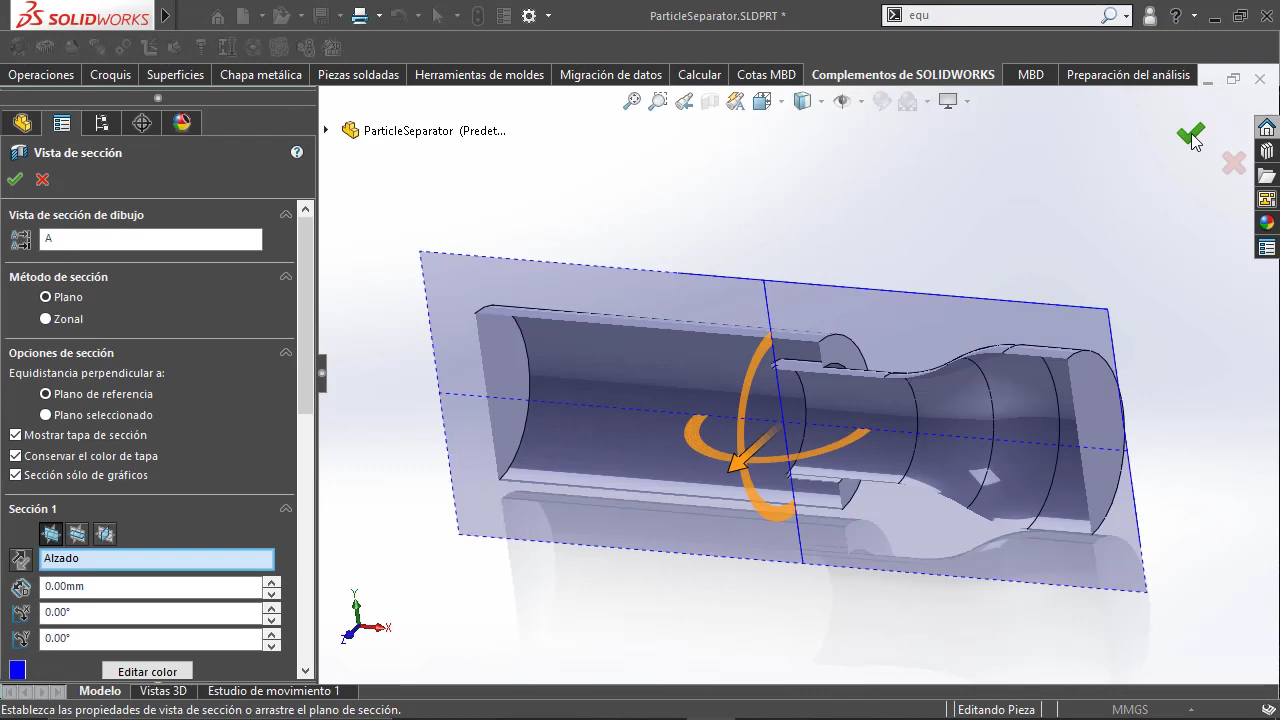 SOLIDWORKS
ParticleSeparator.SLDPRT *
equ
?
Operaciones
Croquis
Superficies
Chapa metálica
Piezas soldadas
Herramientas de moldes
Migración de datos
Calcular
Cotas MBD
Complementos de SOLIDWORKS
MBD
Preparación del análisis
ParticleSeparator (Predet...
Vista de sección
?
Vista de sección de dibujo
A
Método de sección
Plano
Zonal
Opciones de sección
Equidistancia perpendicular a:
Plano de referencia
Plano seleccionado
Mostrar tapa de sección
Conservar el color de tapa
Sección sólo de gráficos
Sección 1
Alzado
0.00mm
0.00°
0.00°
Editar color
Y
X
Z
Modelo
Vistas 3D
Estudio de movimiento 1
Establezca las propiedades de vista de sección o arrastre el plano de sección.
Editando Pieza
MMGS